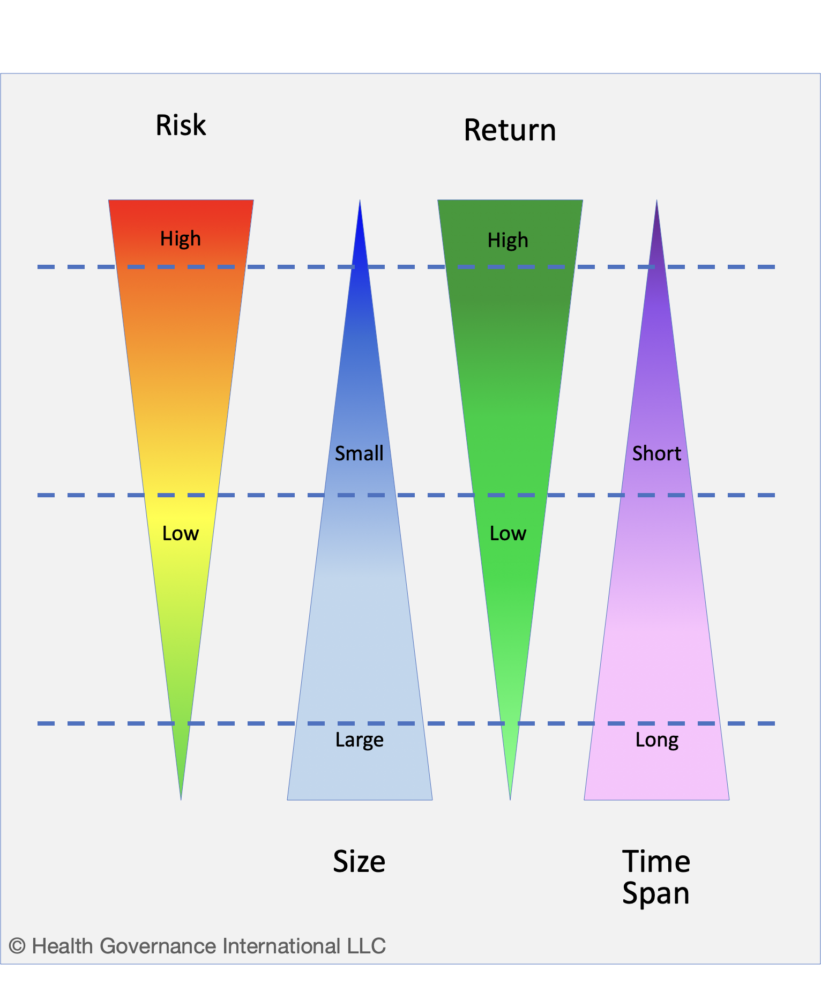 Risk
Return
High
High
Small
Short
Low
Low
Large
Long
Size
Time
Span
© Health Governance International LLC